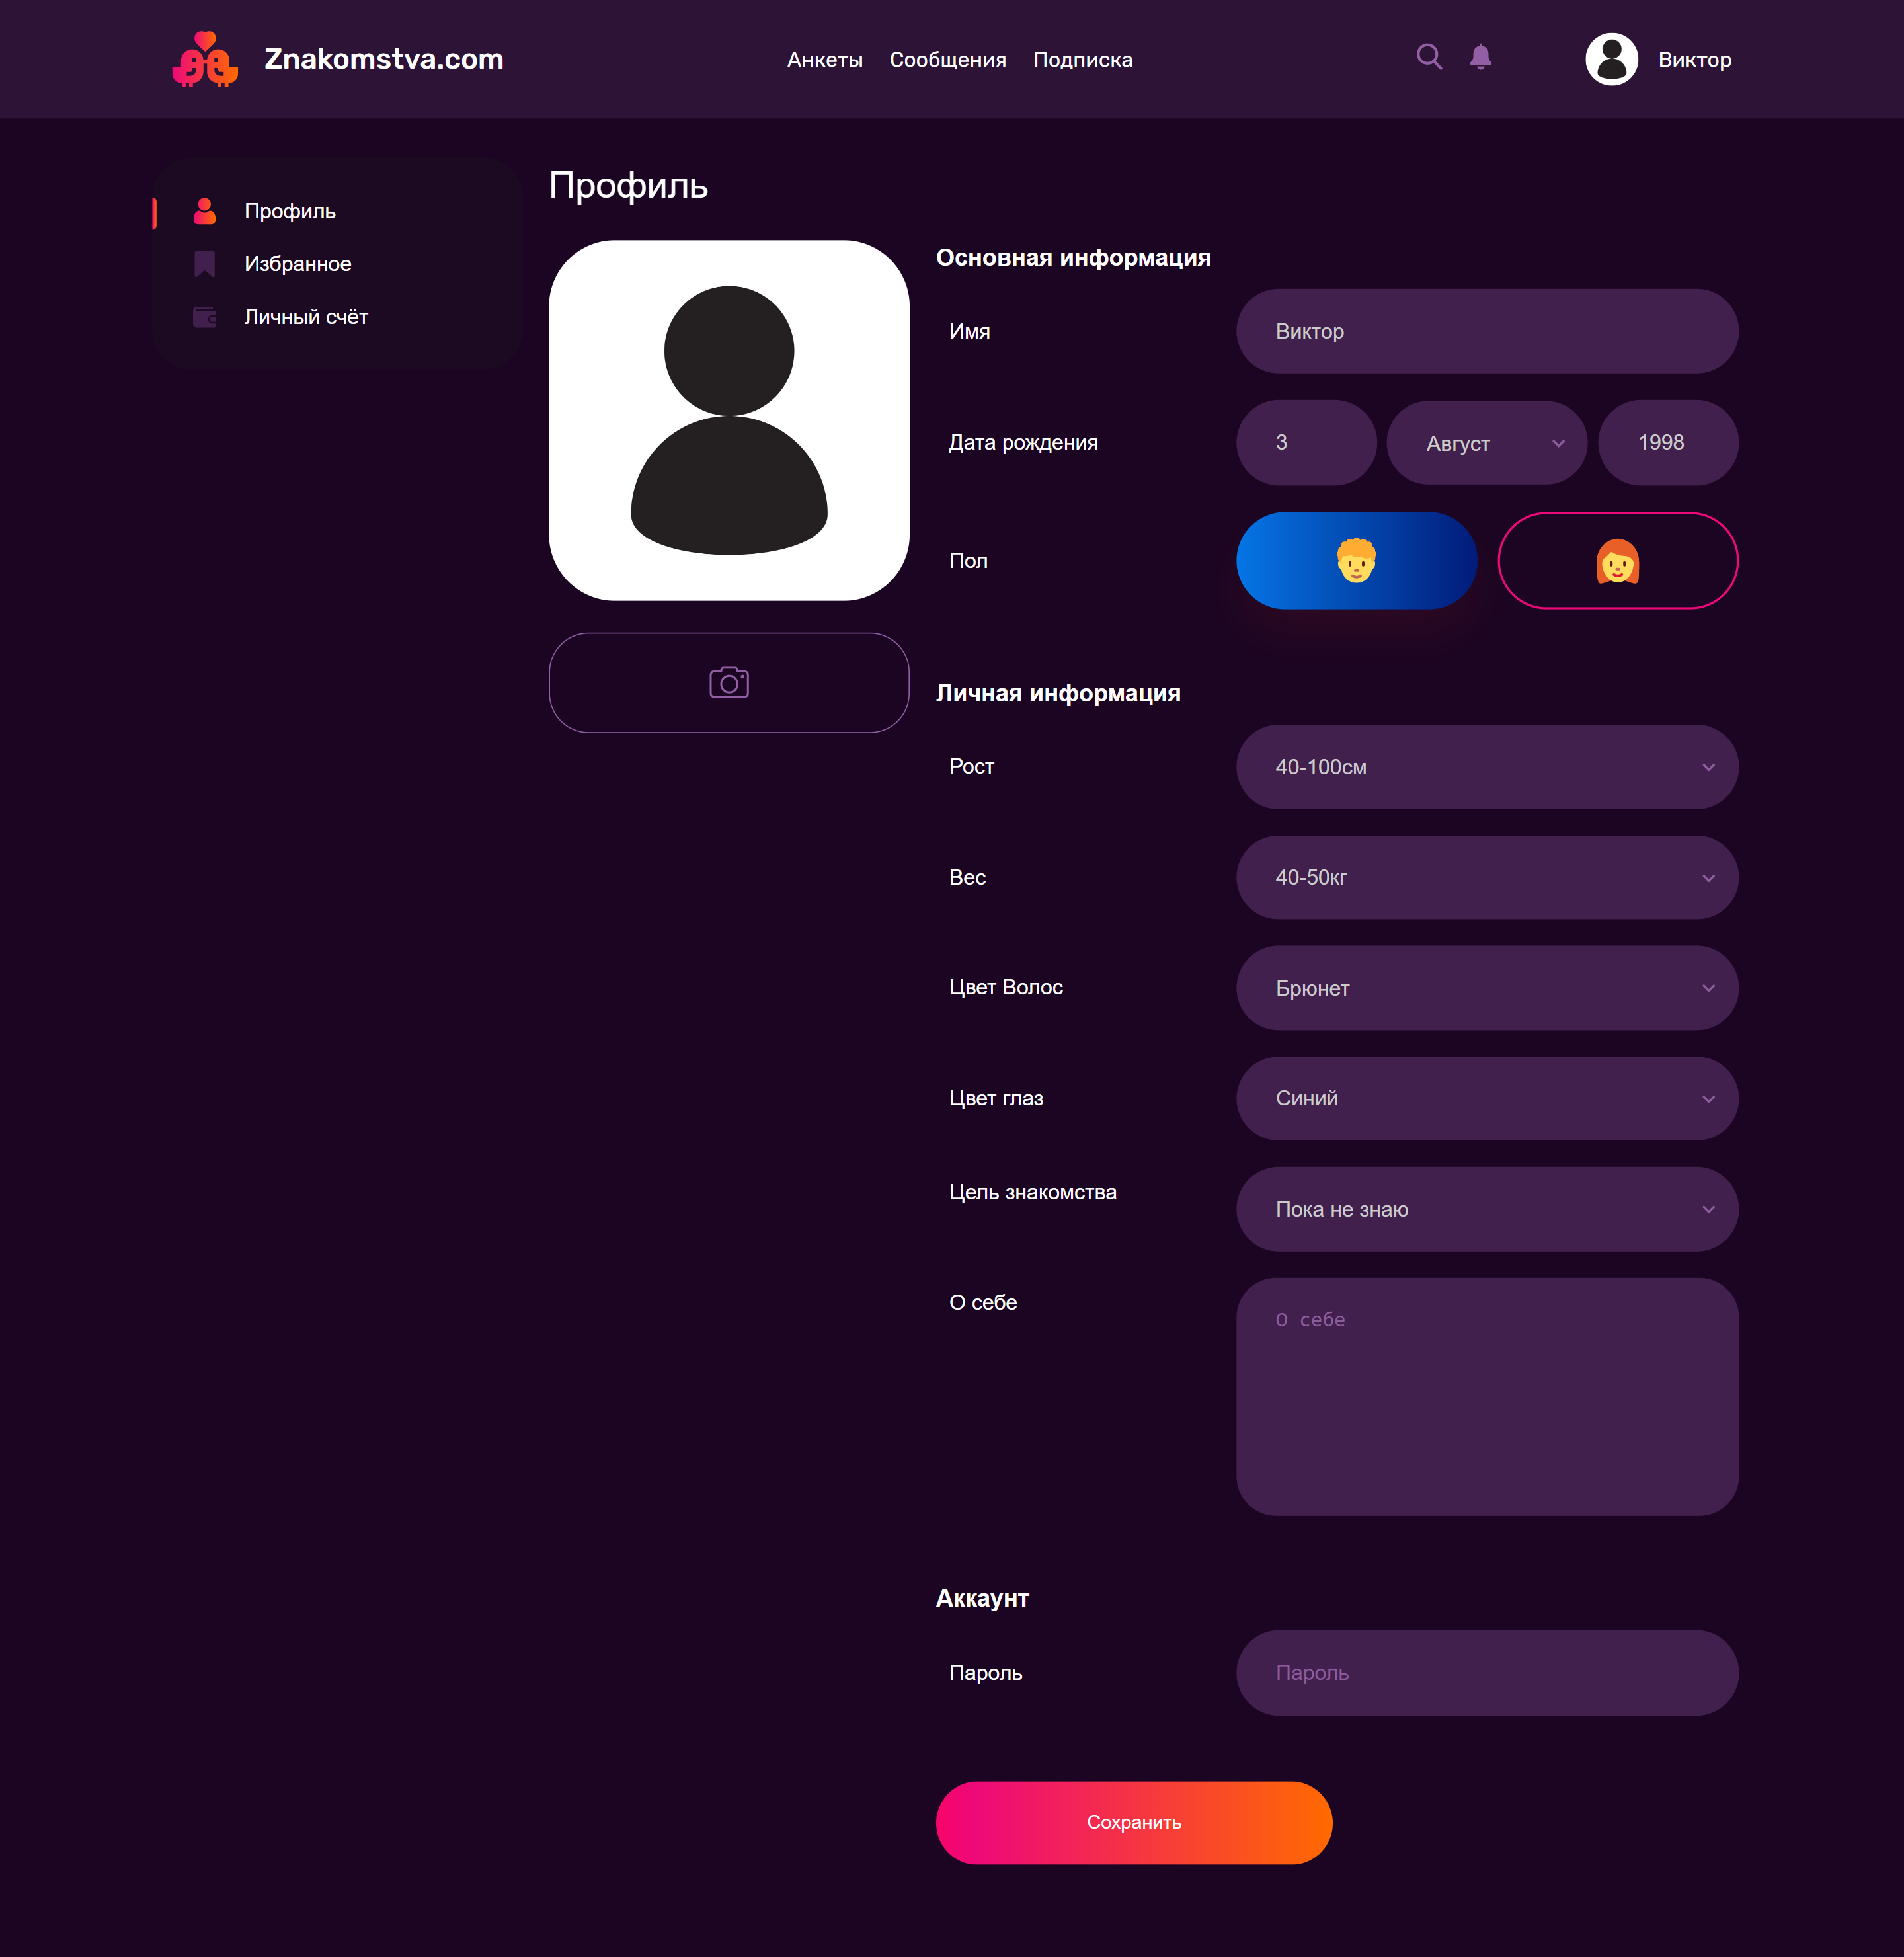 Znakomstva.com
Анкеты Сообщения Подписка
Виктор
Профиль
Избранное
Личный счёт
Профиль
Основная информация
Имя
Виктор
Дата рождения
3 Август 1998
Пол
Личная информация
Рост
40-100см
Вес
40-50кг
Цвет Волос
Брюнет
Цвет глаз
Синий
Цель знакомства
Пока не знаю
О себе
О себе
Аккаунт
Пароль
Пароль
Сохранить